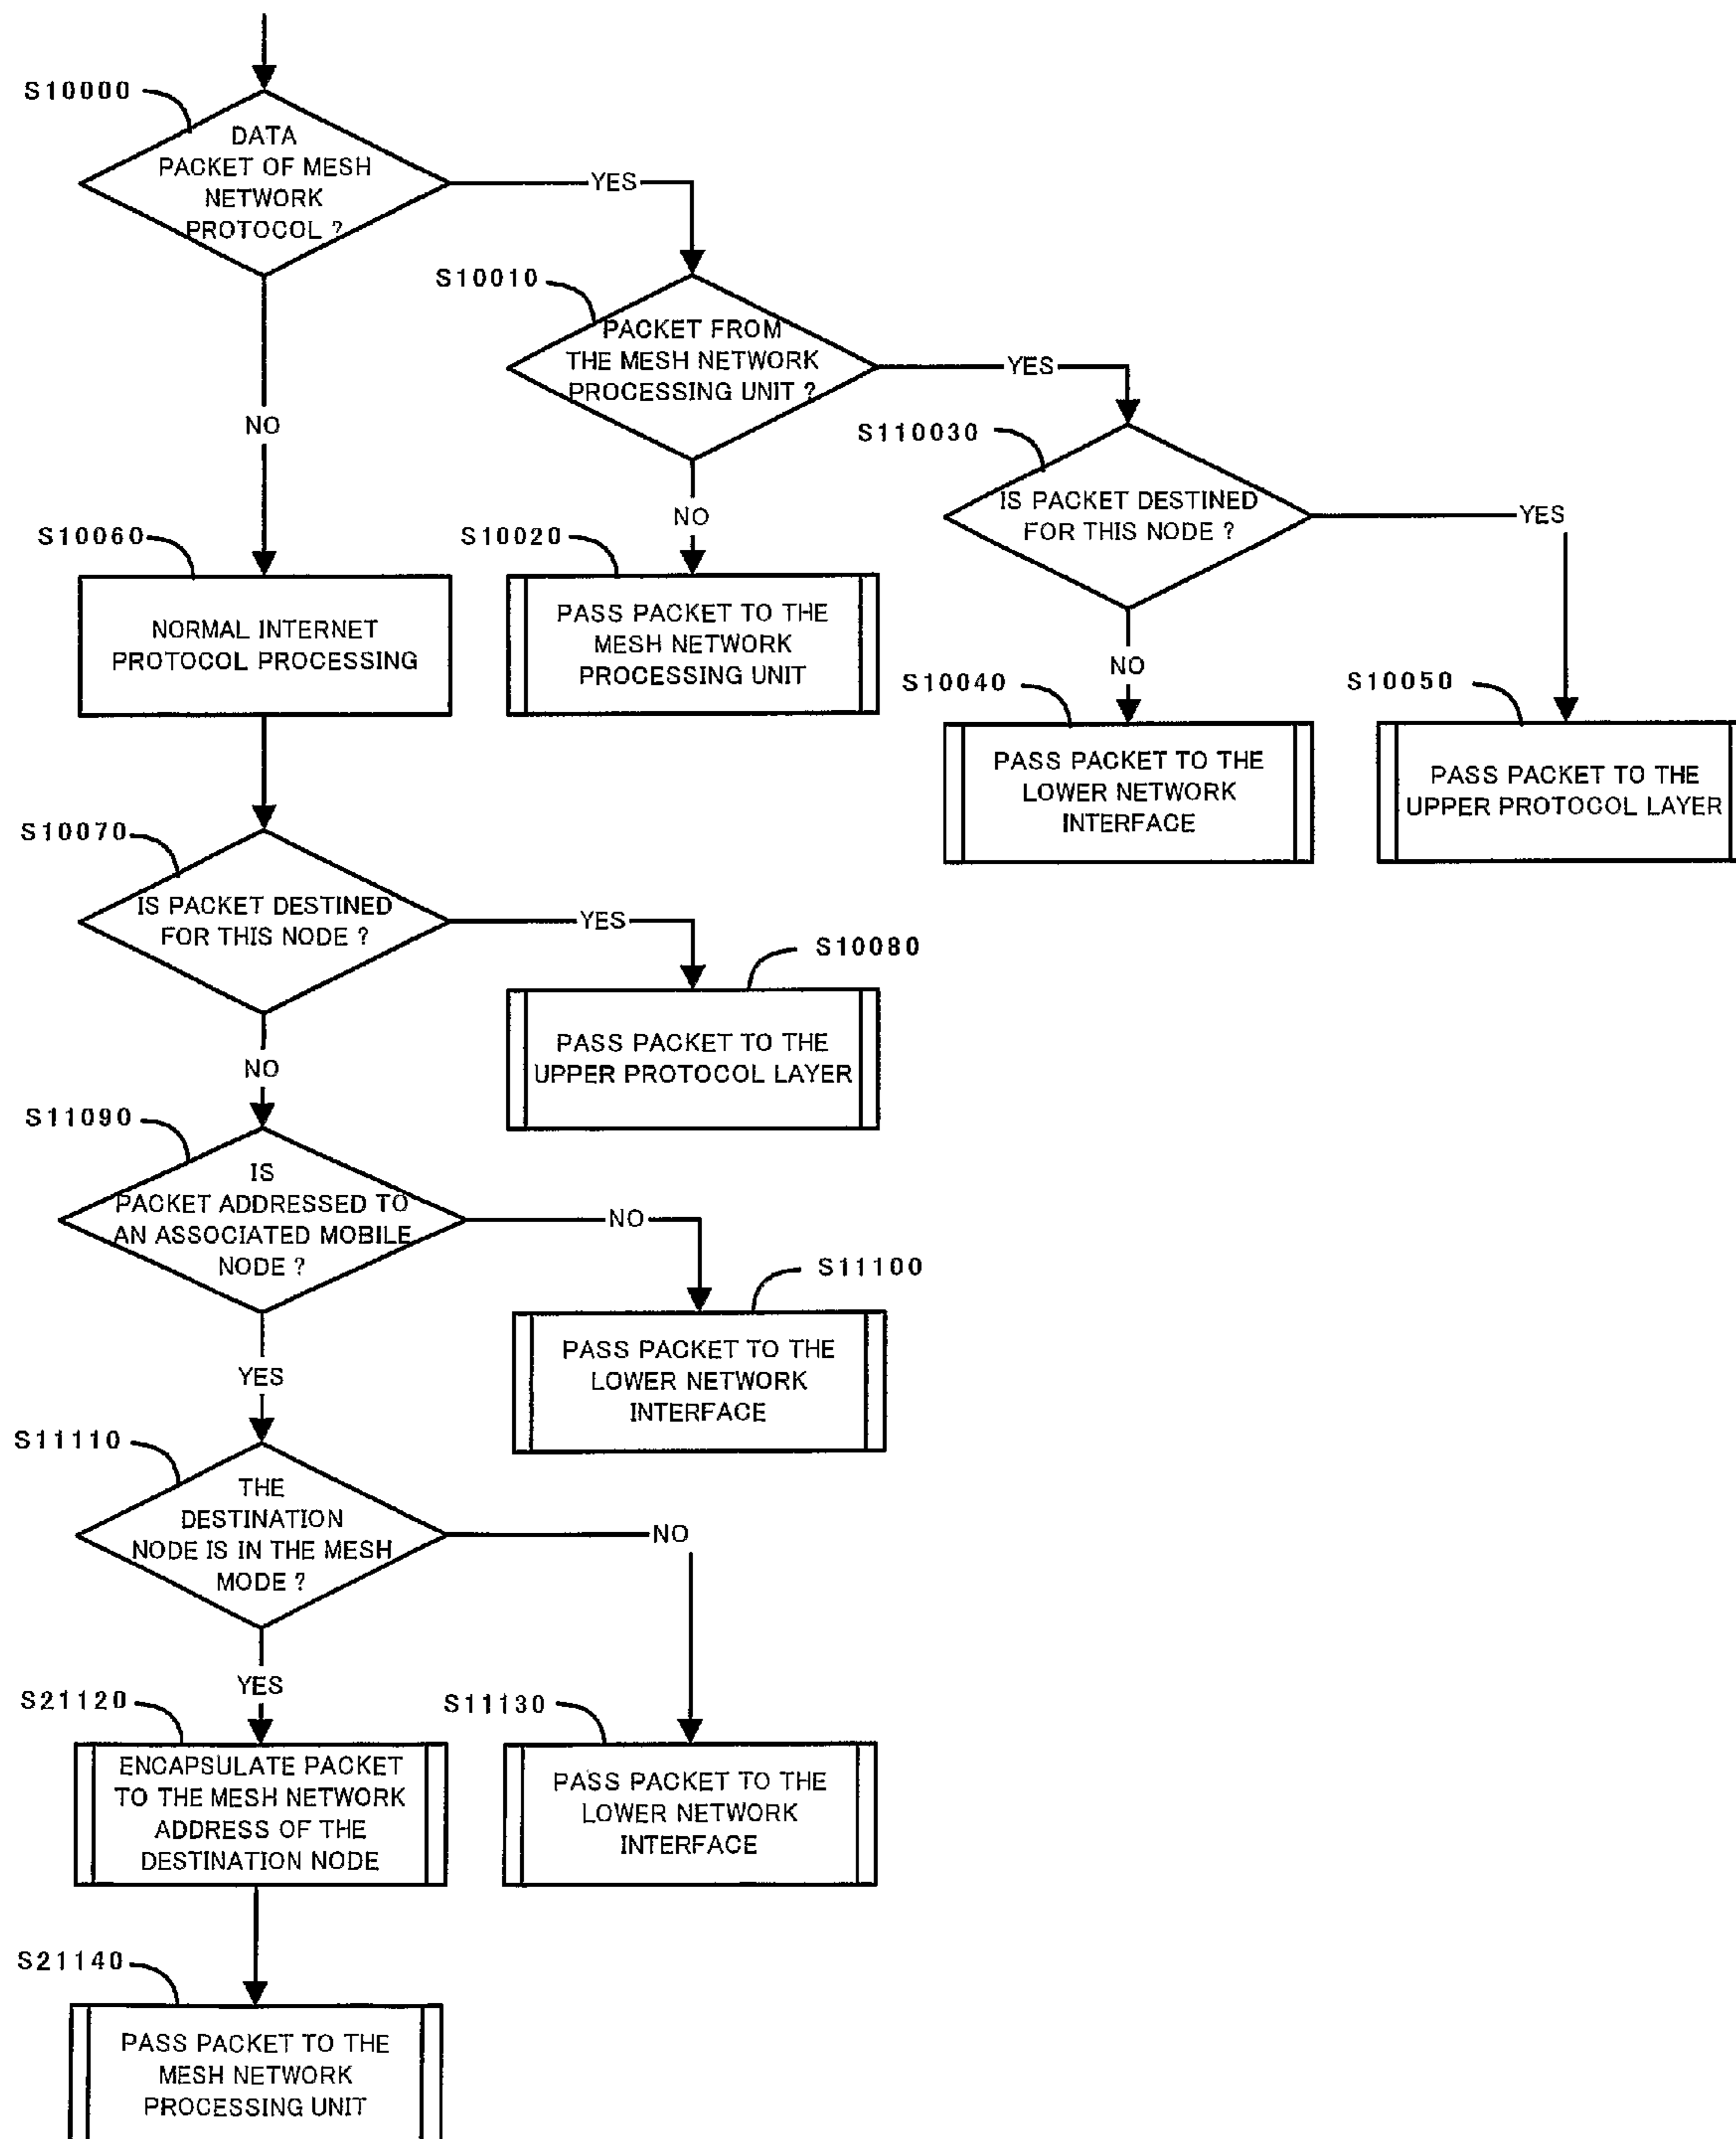 S10000
DATA
PACKET OF MESH
NETWORK
PROTOCOL ?
YES
NO
S10010
PACKET FROM
THE MESH NETWORK
PROCESSING UNIT ?
YES
NO
S110030
IS PACKET DESTINED
FOR THIS NODE ?
YES
NO
S10060
NORMAL INTERNET
PROTOCOL PROCESSING
S10020
PASS PACKET TO THE
MESH NETWORK
PROCESSING UNIT
S10040
PASS PACKET TO THE
LOWER NETWORK
INTERFACE
S10050
PASS PACKET TO THE
UPPER PROTOCOL LAYER
S10070
IS PACKET DESTINED
FOR THIS NODE ?
YES
NO
S10080
PASS PACKET TO THE
UPPER PROTOCOL LAYER
S11090
IS
PACKET ADDRESSED TO
AN ASSOCIATED MOBILE
NODE ?
NO
YES
S11100
PASS PACKET TO THE
LOWER NETWORK
INTERFACE
S11110
THE
DESTINATION
NODE IS IN THE MESH
MODE ?
NO
YES
S21120
ENCAPSULATE PACKET
TO THE MESH NETWORK
ADDRESS OF THE
DESTINATION NODE
S11130
PASS PACKET TO THE
LOWER NETWORK
INTERFACE
S21140
PASS PACKET TO THE
MESH NETWORK
PROCESSING UNIT